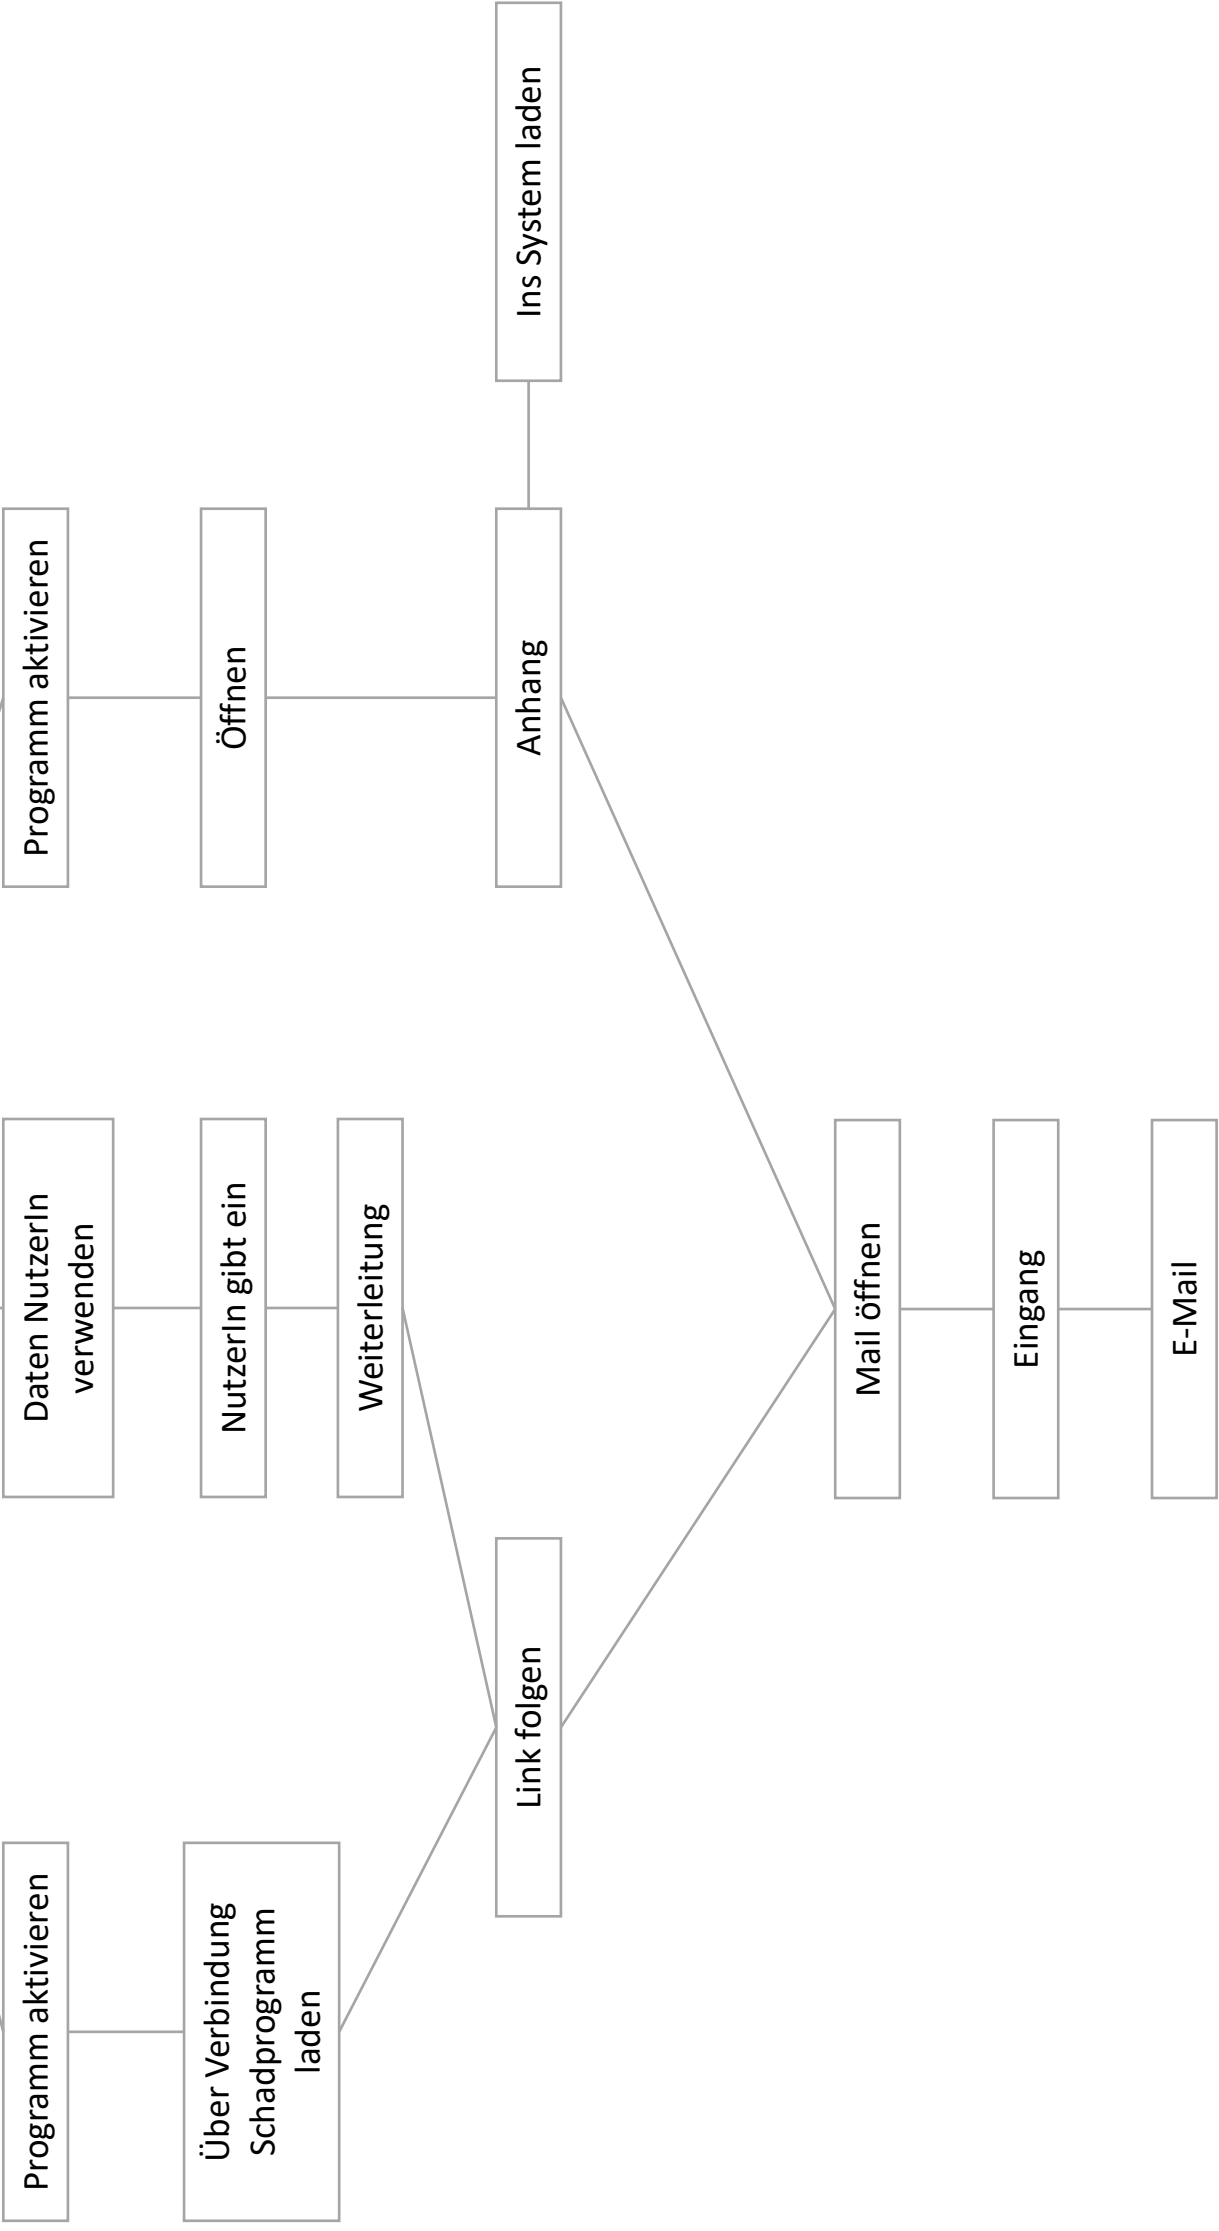 Programm aktivieren
Daten NutzerIn
verwenden
Programm aktivieren
Über Verbindung
Schadprogramm
laden
NutzerIn gibt ein
Öffnen
Weiterleitung
Link folgen
Anhang
Ins System laden
Mail öffnen
Eingang
E-Mail